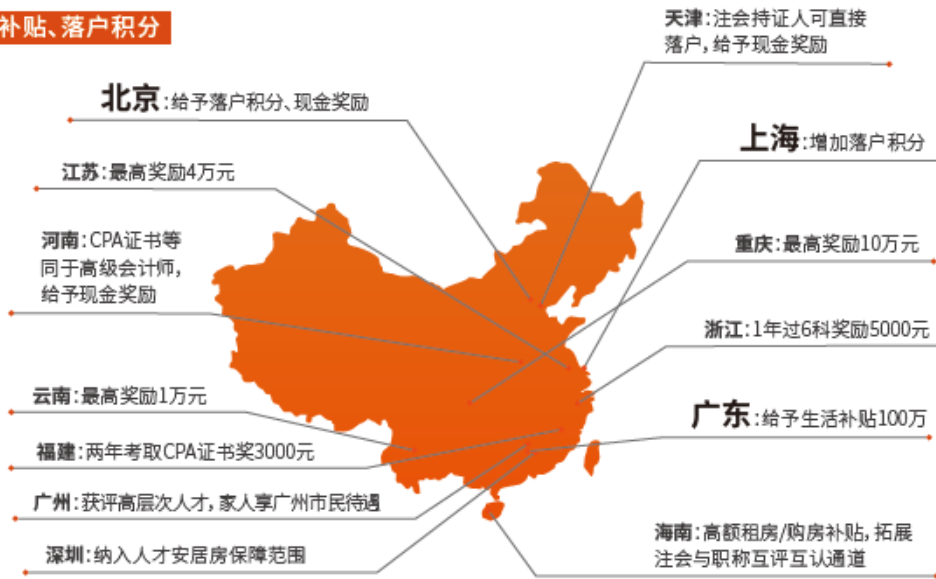 补贴、落户积分
天津：注会持证人可直接
落户，给予现金奖励
北京：给予落户积分、现金奖励
上海：增加落户积分
江苏：最高奖励4万元
河南：CPA证书等
同于高级会计师，
给予现金奖励
重庆：最高奖励10万元
浙江：1年过6科奖励5000元
云南：最高奖励1万元
广东：给予生活补贴100万
福建：两年考取CPA证书奖3000元
广州：获评高层次人才，家人享广州市民待遇
深圳：纳入人才安居房保障范围
海南：高额租房/购房补贴，拓展
注会与职称互评互认通道